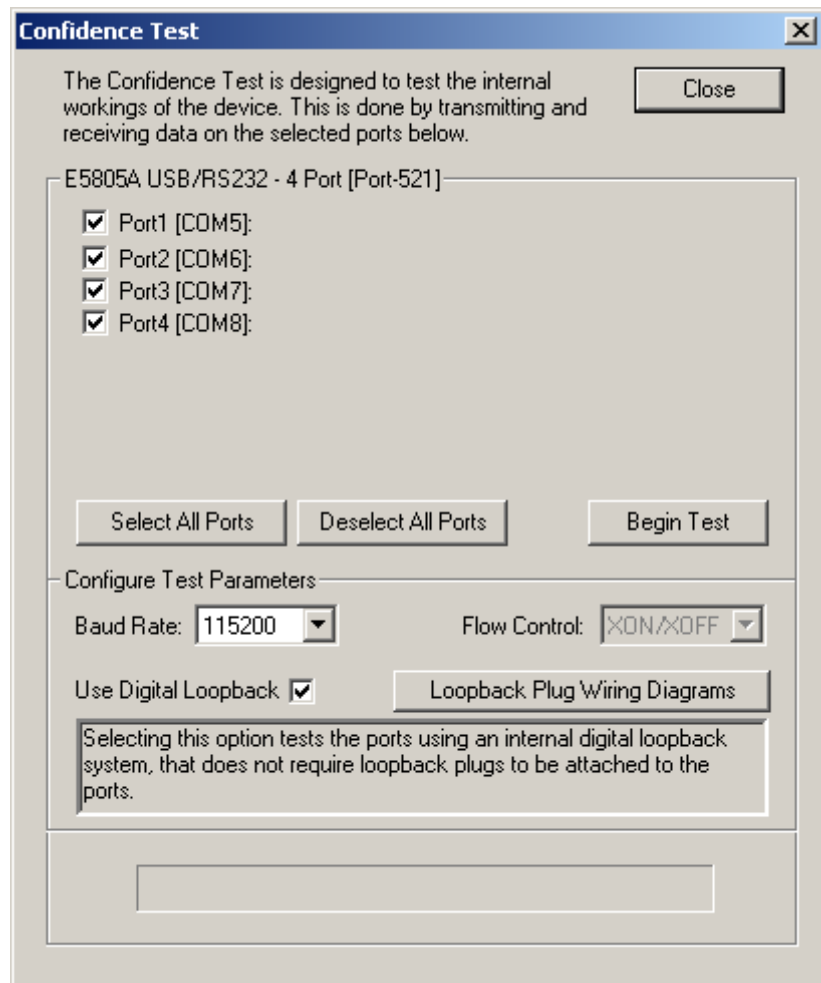 Confidence Test
The Confidence Test is designed to test the internal
workings of the device. This is done by transmitting and
receiving data on the selected ports below.
Close
E5805A USB/RS232 - 4 Port [Port-521]
Port1 [COM5]:
Port2 [COM6]:
Port3 [COM7]:
Port4 [COM8]:
Select All Ports Deselect All Ports Begin Test
Configure Test Parameters
Baud Rate: 115200 Flow Control: XON/XOFF
Use Digital Loopback Loopback Plug Wiring Diagrams
Selecting this option tests the ports using an internal digital loopback
system, that does not require loopback plugs to be attached to the
ports.